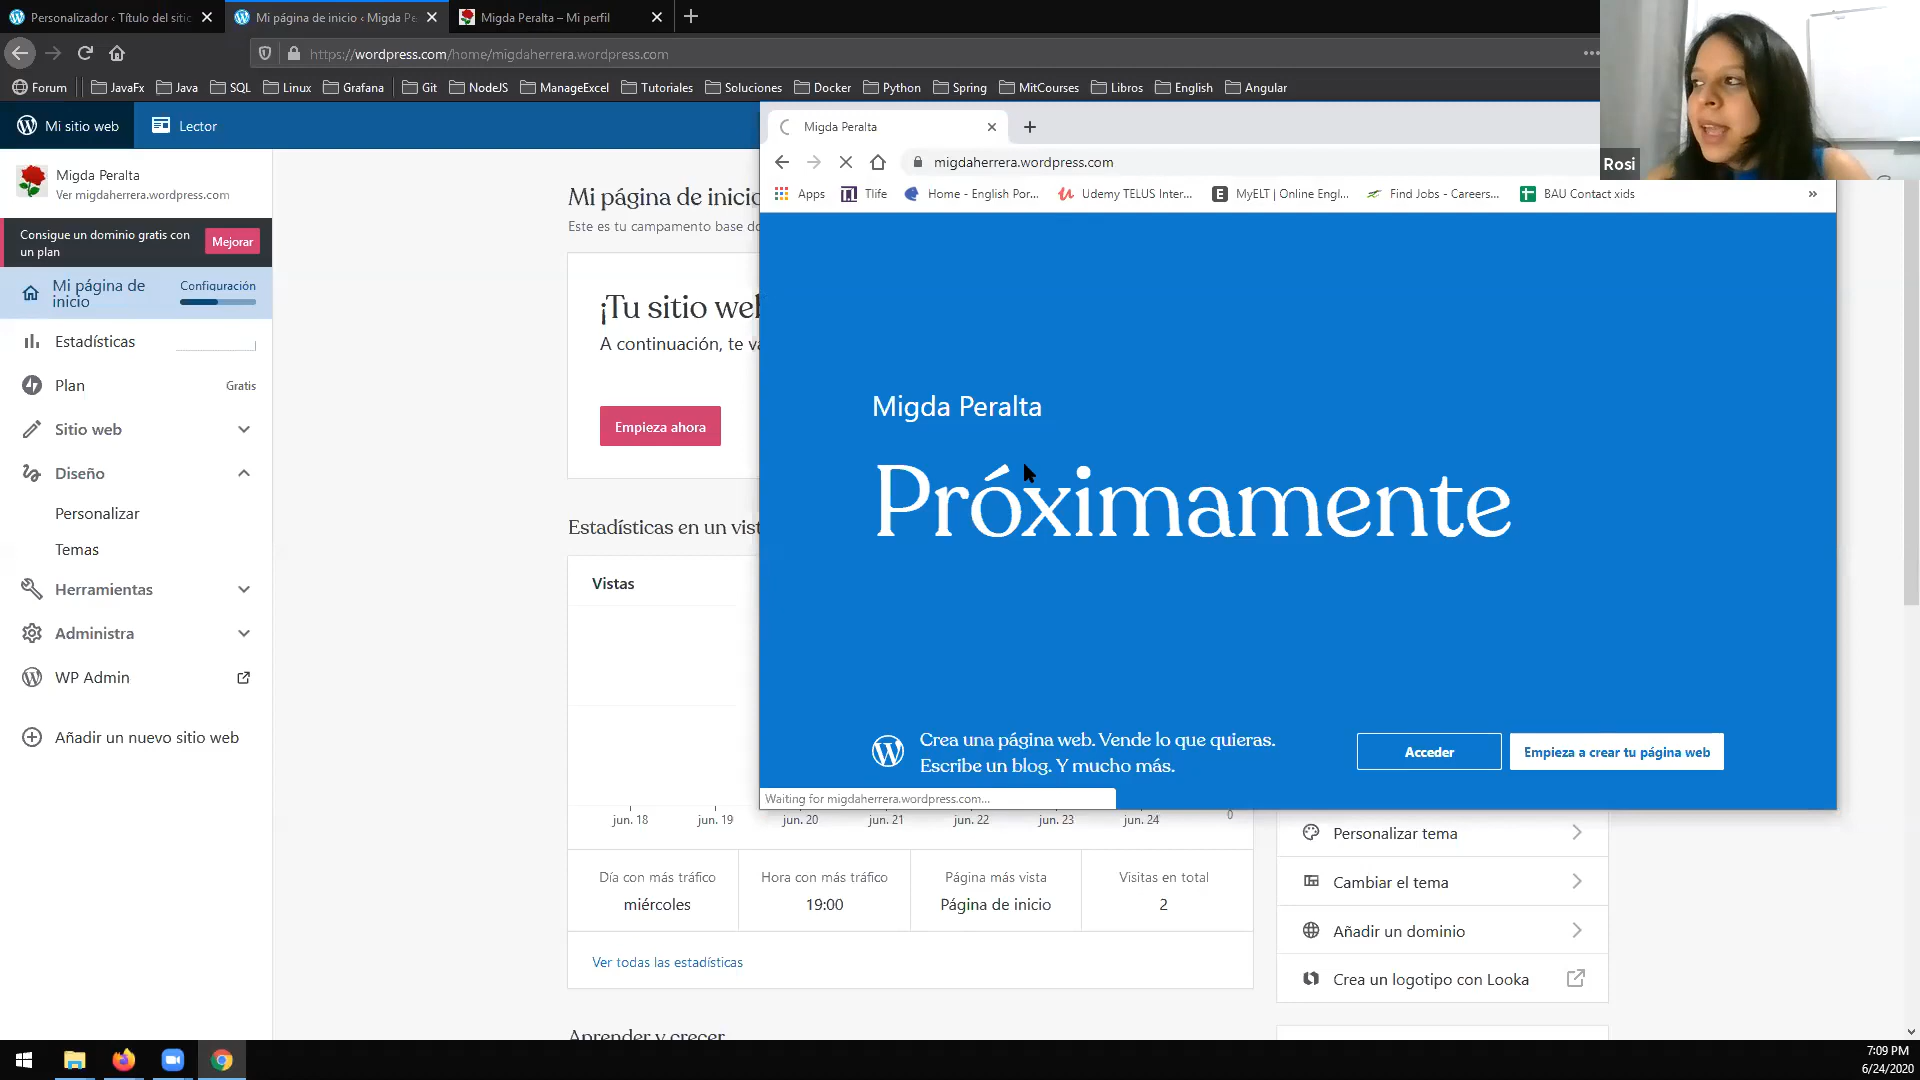 Personalizador ‹ Título del sitio
Mi página de inicio ‹ Migda Pe
Migda Peralta – Mi perfil
https://wordpress.com/home/migdaherrera.wordpress.com
Forum
JavaFx
Java
SQL
Linux
Grafana
Git
NodeJS
ManageExcel
Tutoriales
Soluciones
Docker
Python
Spring
MitCourses
Libros
English
Angular
Mi sitio web
Lector
Migda Peralta
Ver migdaherrera.wordpress.com
Consigue un dominio gratis con
un plan
Mejorar
Mi página de
inicio
Configuración
Estadísticas
Plan
Gratis
Sitio web
Diseño
Personalizar
Temas
Herramientas
Administra
WP Admin
Añadir un nuevo sitio web
Mi página de inicio
Este es tu campamento base de
¡Tu sitio web
A continuación, te va
Empieza ahora
Estadísticas en un vist
Vistas
Migda Peralta
migdaherrera.wordpress.com
Apps
Tlife
Home - English Por...
Udemy TELUS Inter...
MyELT | Online Engl...
Find Jobs - Careers...
BAU Contact xids
»
Migda Peralta
Próximamente
Crea una página web. Vende lo que quieras.
Escribe un blog. Y mucho más.
Acceder
Empieza a crear tu página web
Waiting for migdaherrera.wordpress.com...
Rosi
jun. 18
jun. 19
jun. 20
jun. 21
jun. 22
jun. 23
jun. 24
0
Día con más tráfico
miércoles
Hora con más tráfico
19:00
Página más vista
Página de inicio
Visitas en total
2
Ver todas las estadísticas
Aprender y crecer
Personalizar tema
Cambiar el tema
Añadir un dominio
Crea un logotipo con Looka
7:09 PM
6/24/2020